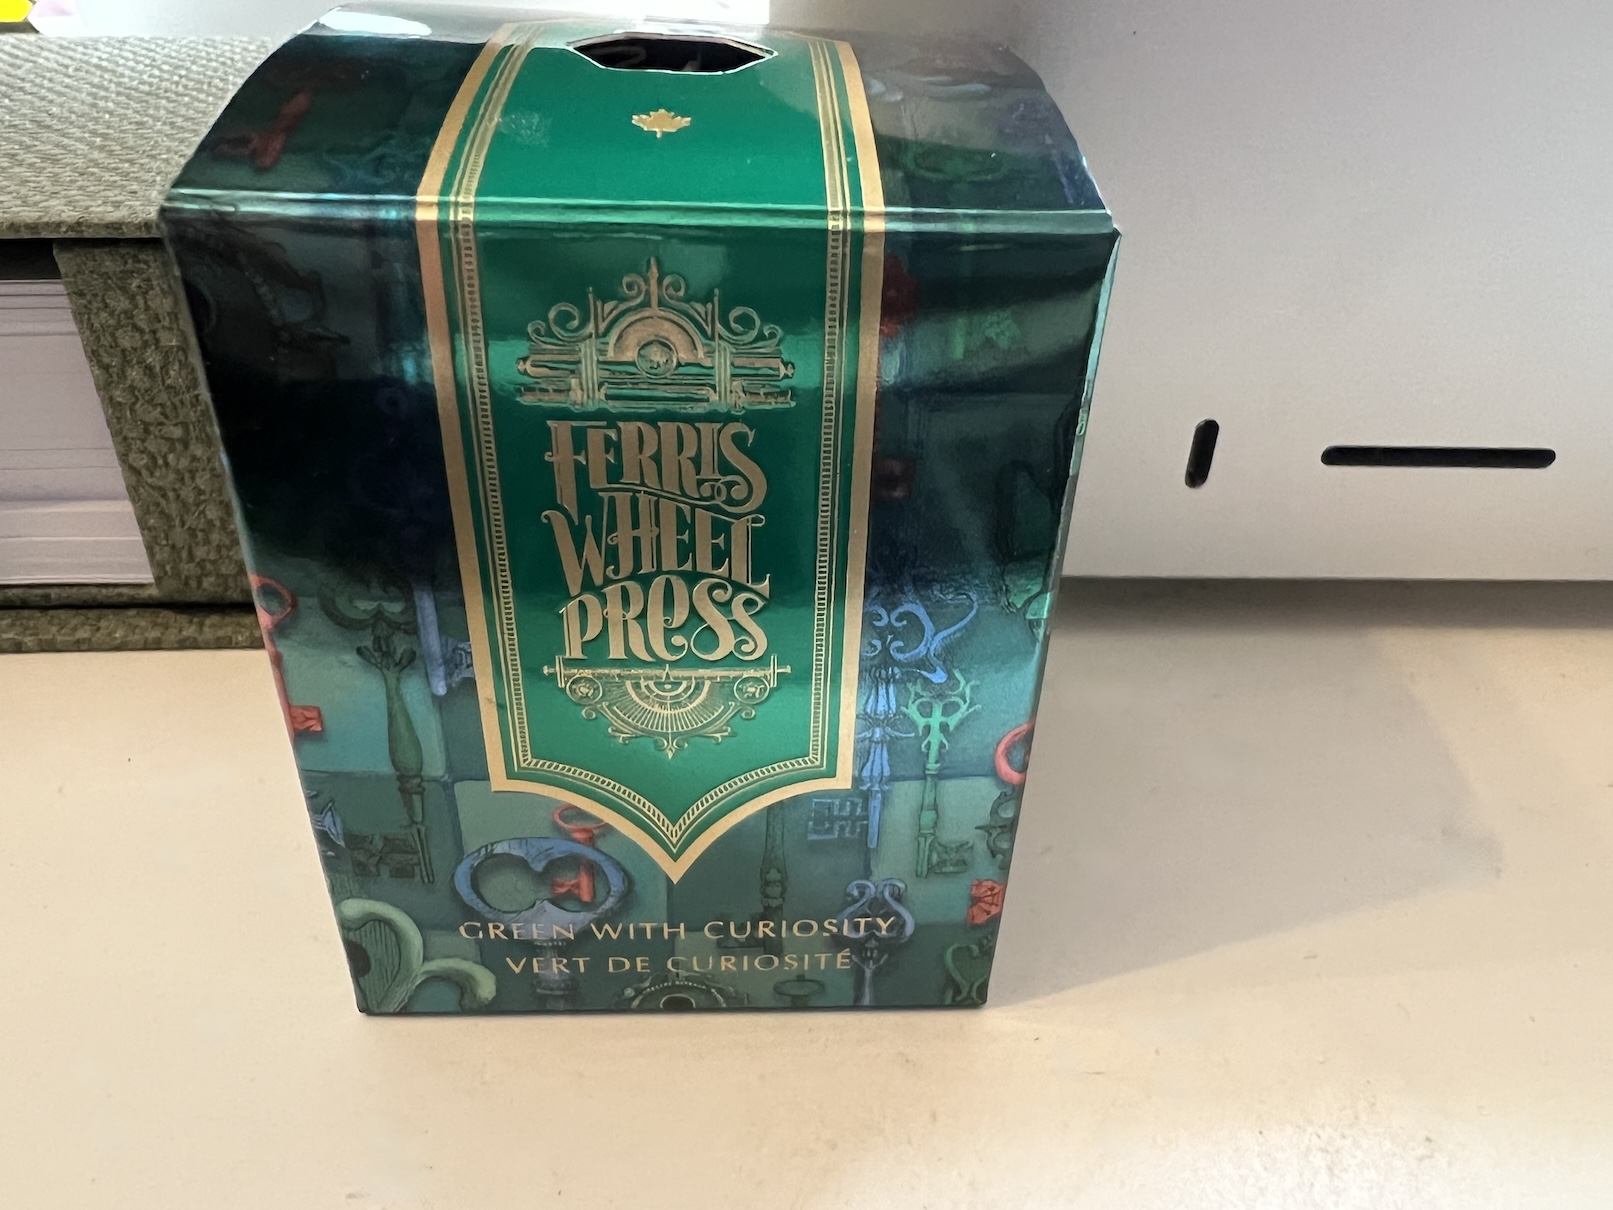 FERRIS
WHEEL
PRESS
GREEN WITH CURIOSITY
VERT DE CURIOSITÉ